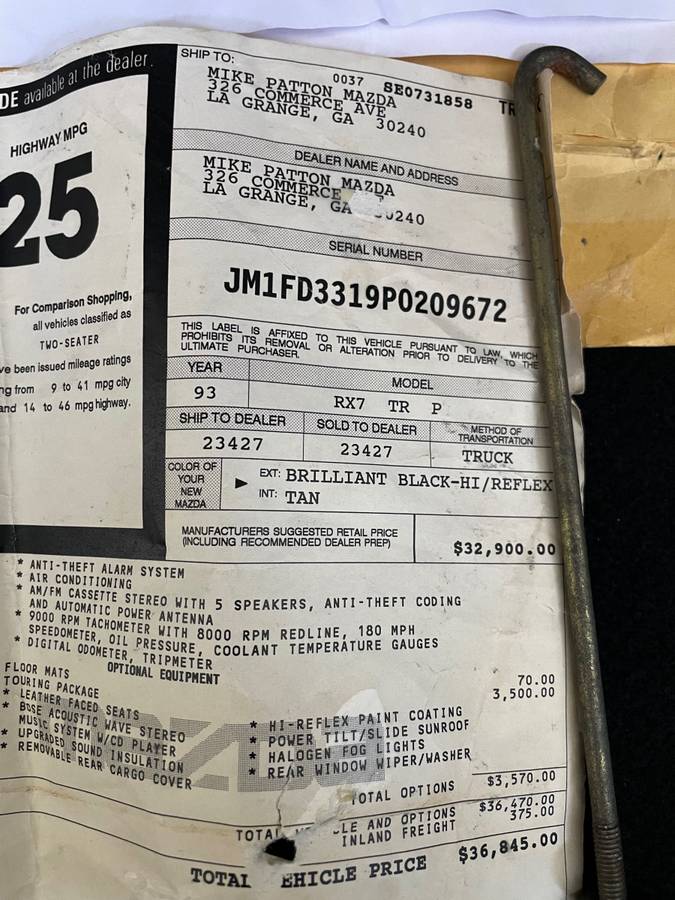 DE available at the dealer.
HIGHWAY MPG
25
For Comparison Shopping,
all vehicles classified as
TWO-SEATER
ve been issued mileage ratings
ng from 9 to 41 mpg city
and 14 to 46 mpg highway.
SHIP TO:
0037 SE0731858 TR
MIKE PATTON MAZDA
326 COMMERCE AVE
LA GRANGE, GA 30240
DEALER NAME AND ADDRESS
MIKE PATTON MAZDA
326 COMMERCE
LA GRANGE, GA 0240
SERIAL NUMBER
JM1FD3319P0209672
THIS LABEL IS AFFIXED TO THIS VEHICLE PURSUANT TO LAW, WHICH
PROHIBITS ITS REMOVAL OR ALTERATION PRIOR TO DELIVERY TO THE
ULTIMATE PURCHASER.
YEAR
MODEL
93
RX7 TR P
SHIP TO DEALER
SOLD TO DEALER
METHOD OF
TRANSPORTATION
23427
23427
TRUCK
COLOR OF
YOUR
NEW
MAZDA
EXT: BRILLIANT BLACK-HI/REFLEX
INT: TAN
MANUFACTURERS SUGGESTED RETAIL PRICE
(INCLUDING RECOMMENDED DEALER PREP)
$32,900.00
* ANTI-THEFT ALARM SYSTEM
* AIR CONDITIONING
* AM/FM CASSETTE STEREO WITH 5 SPEAKERS, ANTI-THEFT CODING
AND AUTOMATIC POWER ANTENNA
* 9000 RPM TACHOMETER WITH 8000 RPM REDLINE, 180 MPH
SPEEDOMETER, OIL PRESSURE, COOLANT TEMPERATURE GAUGES
* DIGITAL ODOMETER, TRIPMETER
OPTIONAL EQUIPMENT
FLOOR MATS 70.00
TOURING PACKAGE 3,500.00
* LEATHER FACED SEATS
* BOSE ACOUSTIC WAVE STEREO
MUSIC SYSTEM W/CD PLAYER
* UPGRADED SOUND INSULATION
* REMOVABLE REAR CARGO COVER
* HI-REFLEX PAINT COATING
* POWER TILT/SLIDE SUNROOF
* HALOGEN FOG LIGHTS
* REAR WINDOW WIPER/WASHER
TOTAL OPTIONS $3,570.00
TOTAL LE AND OPTIONS $36,470.00
INLAND FREIGHT 375.00
TOTAL EHICLE PRICE $36,845.00